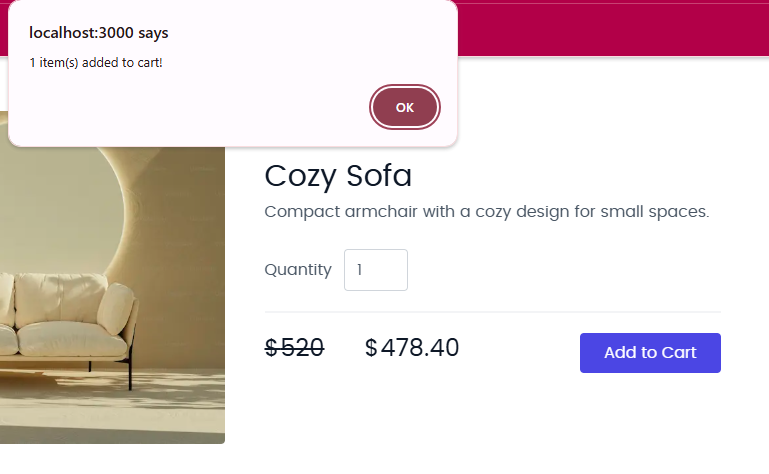 localhost:3000 says
1 item(s) added to cart!
OK
Cozy Sofa
Compact armchair with a cozy design for small spaces.
Quantity 1
$520 $478.40 Add to Cart